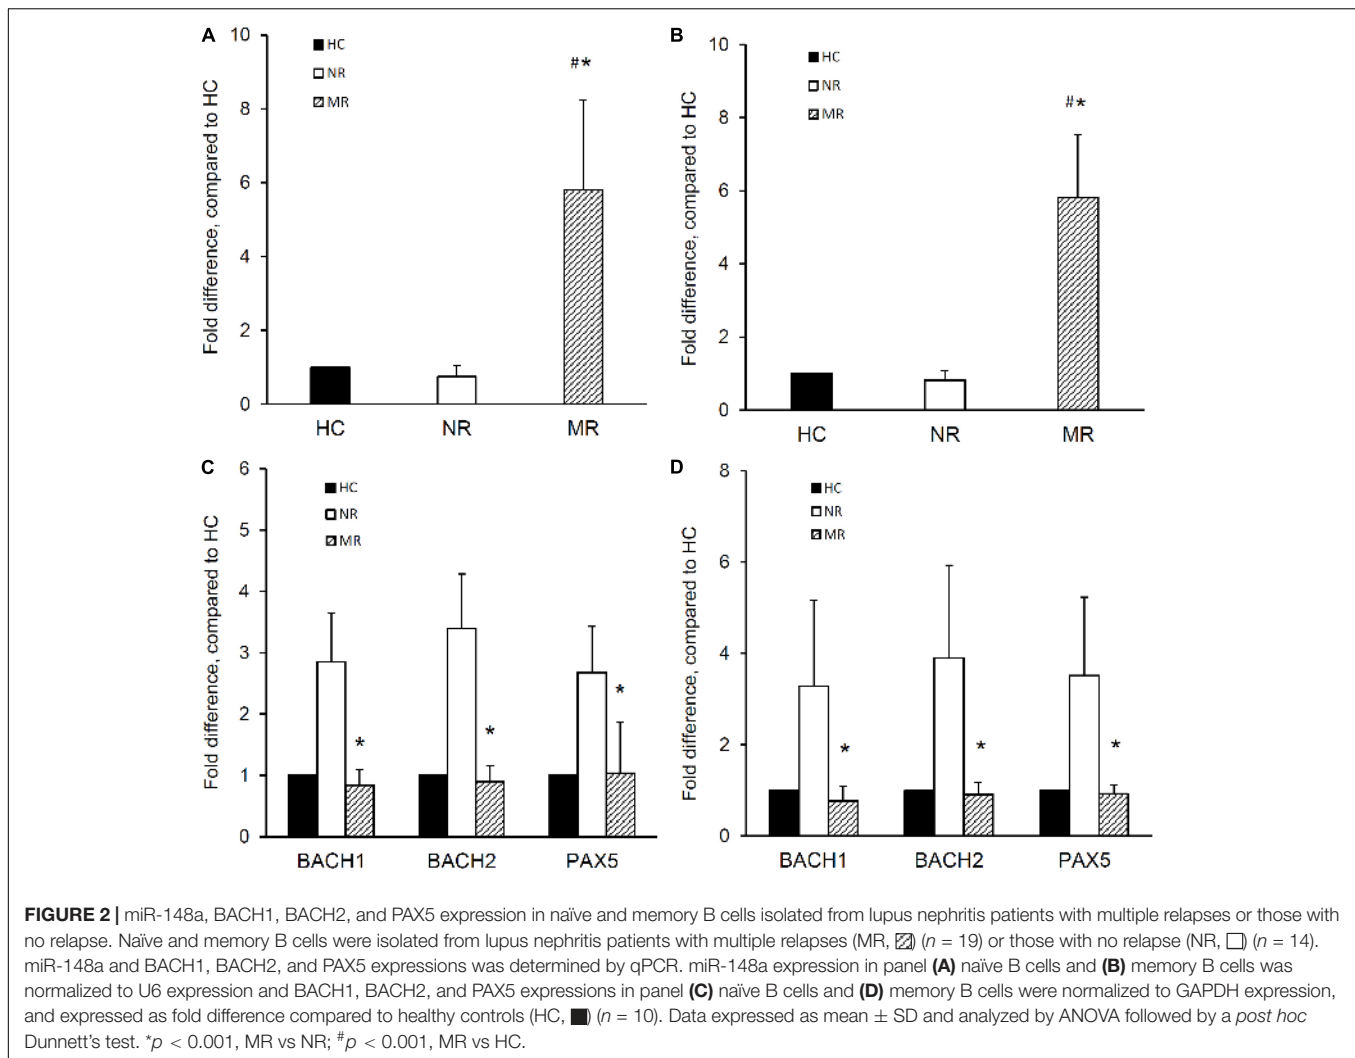 A
Fold difference, compared to HC
10
8
6
4
2
0
HC
NR
MR
#*
HC
NR
MR
B
Fold difference, compared to HC
10
8
6
4
2
0
HC
NR
MR
#*
HC
NR
MR
C
Fold difference, compared to HC
6
5
4
3
2
1
0
HC
NR
MR
*
*
*
BACH1
BACH2
PAX5
D
Fold difference, compared to HC
8
6
4
2
0
HC
NR
MR
*
*
*
BACH1
BACH2
PAX5
FIGURE 2 | miR-148a, BACH1, BACH2, and PAX5 expression in naïve and memory B cells isolated from lupus nephritis patients with multiple relapses or those with
no relapse. Naïve and memory B cells were isolated from lupus nephritis patients with multiple relapses (MR, ▨) (n = 19) or those with no relapse (NR, □) (n = 14).
miR-148a and BACH1, BACH2, and PAX5 expressions was determined by qPCR. miR-148a expression in panel (A) naïve B cells and (B) memory B cells was
normalized to U6 expression and BACH1, BACH2, and PAX5 expressions in panel (C) naïve B cells and (D) memory B cells were normalized to GAPDH expression,
and expressed as fold difference compared to healthy controls (HC, ■) (n = 10). Data expressed as mean ± SD and analyzed by ANOVA followed by a post hoc
Dunnett's test. *p < 0.001, MR vs NR; #p < 0.001, MR vs HC.